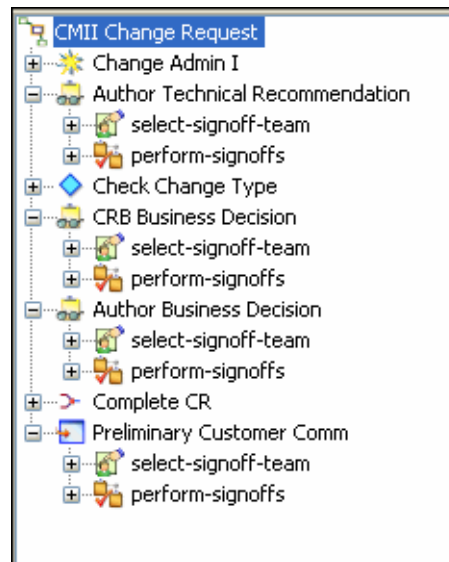 CMII Change Request
Change Admin I
Author Technical Recommendation
select-signoff-team
perform-signoffs
Check Change Type
CRB Business Decision
select-signoff-team
perform-signoffs
Author Business Decision
select-signoff-team
perform-signoffs
Complete CR
Preliminary Customer Comm
select-signoff-team
perform-signoffs